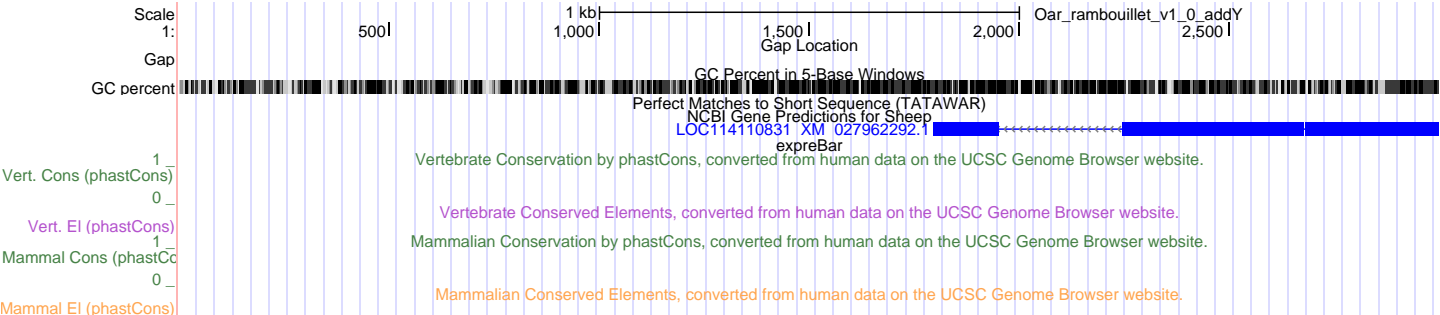 Scale 1 kb Oar_rambouillet_v1_0_addY
1: 500 1,000 1,500 2,000 2,500
Gap Location
Gap
GC Percent in 5-Base Windows
GC percent
Perfect Matches to Short Sequence (TATAWAR)
NCBI Gene Predictions for Sheep
LOC114110831 XM_027962292.1
expreBar
1 _ Vertebrate Conservation by phastCons, converted from human data on the UCSC Genome Browser website.
Vert. Cons (phastCons)
0 _
Vertebrate Conserved Elements, converted from human data on the UCSC Genome Browser website.
Vert. El (phastCons)
1 _ Mammalian Conservation by phastCons, converted from human data on the UCSC Genome Browser website.
Mammal Cons (phastCo
0 _
Mammalian Conserved Elements, converted from human data on the UCSC Genome Browser website.
Mammal El (phastCons)